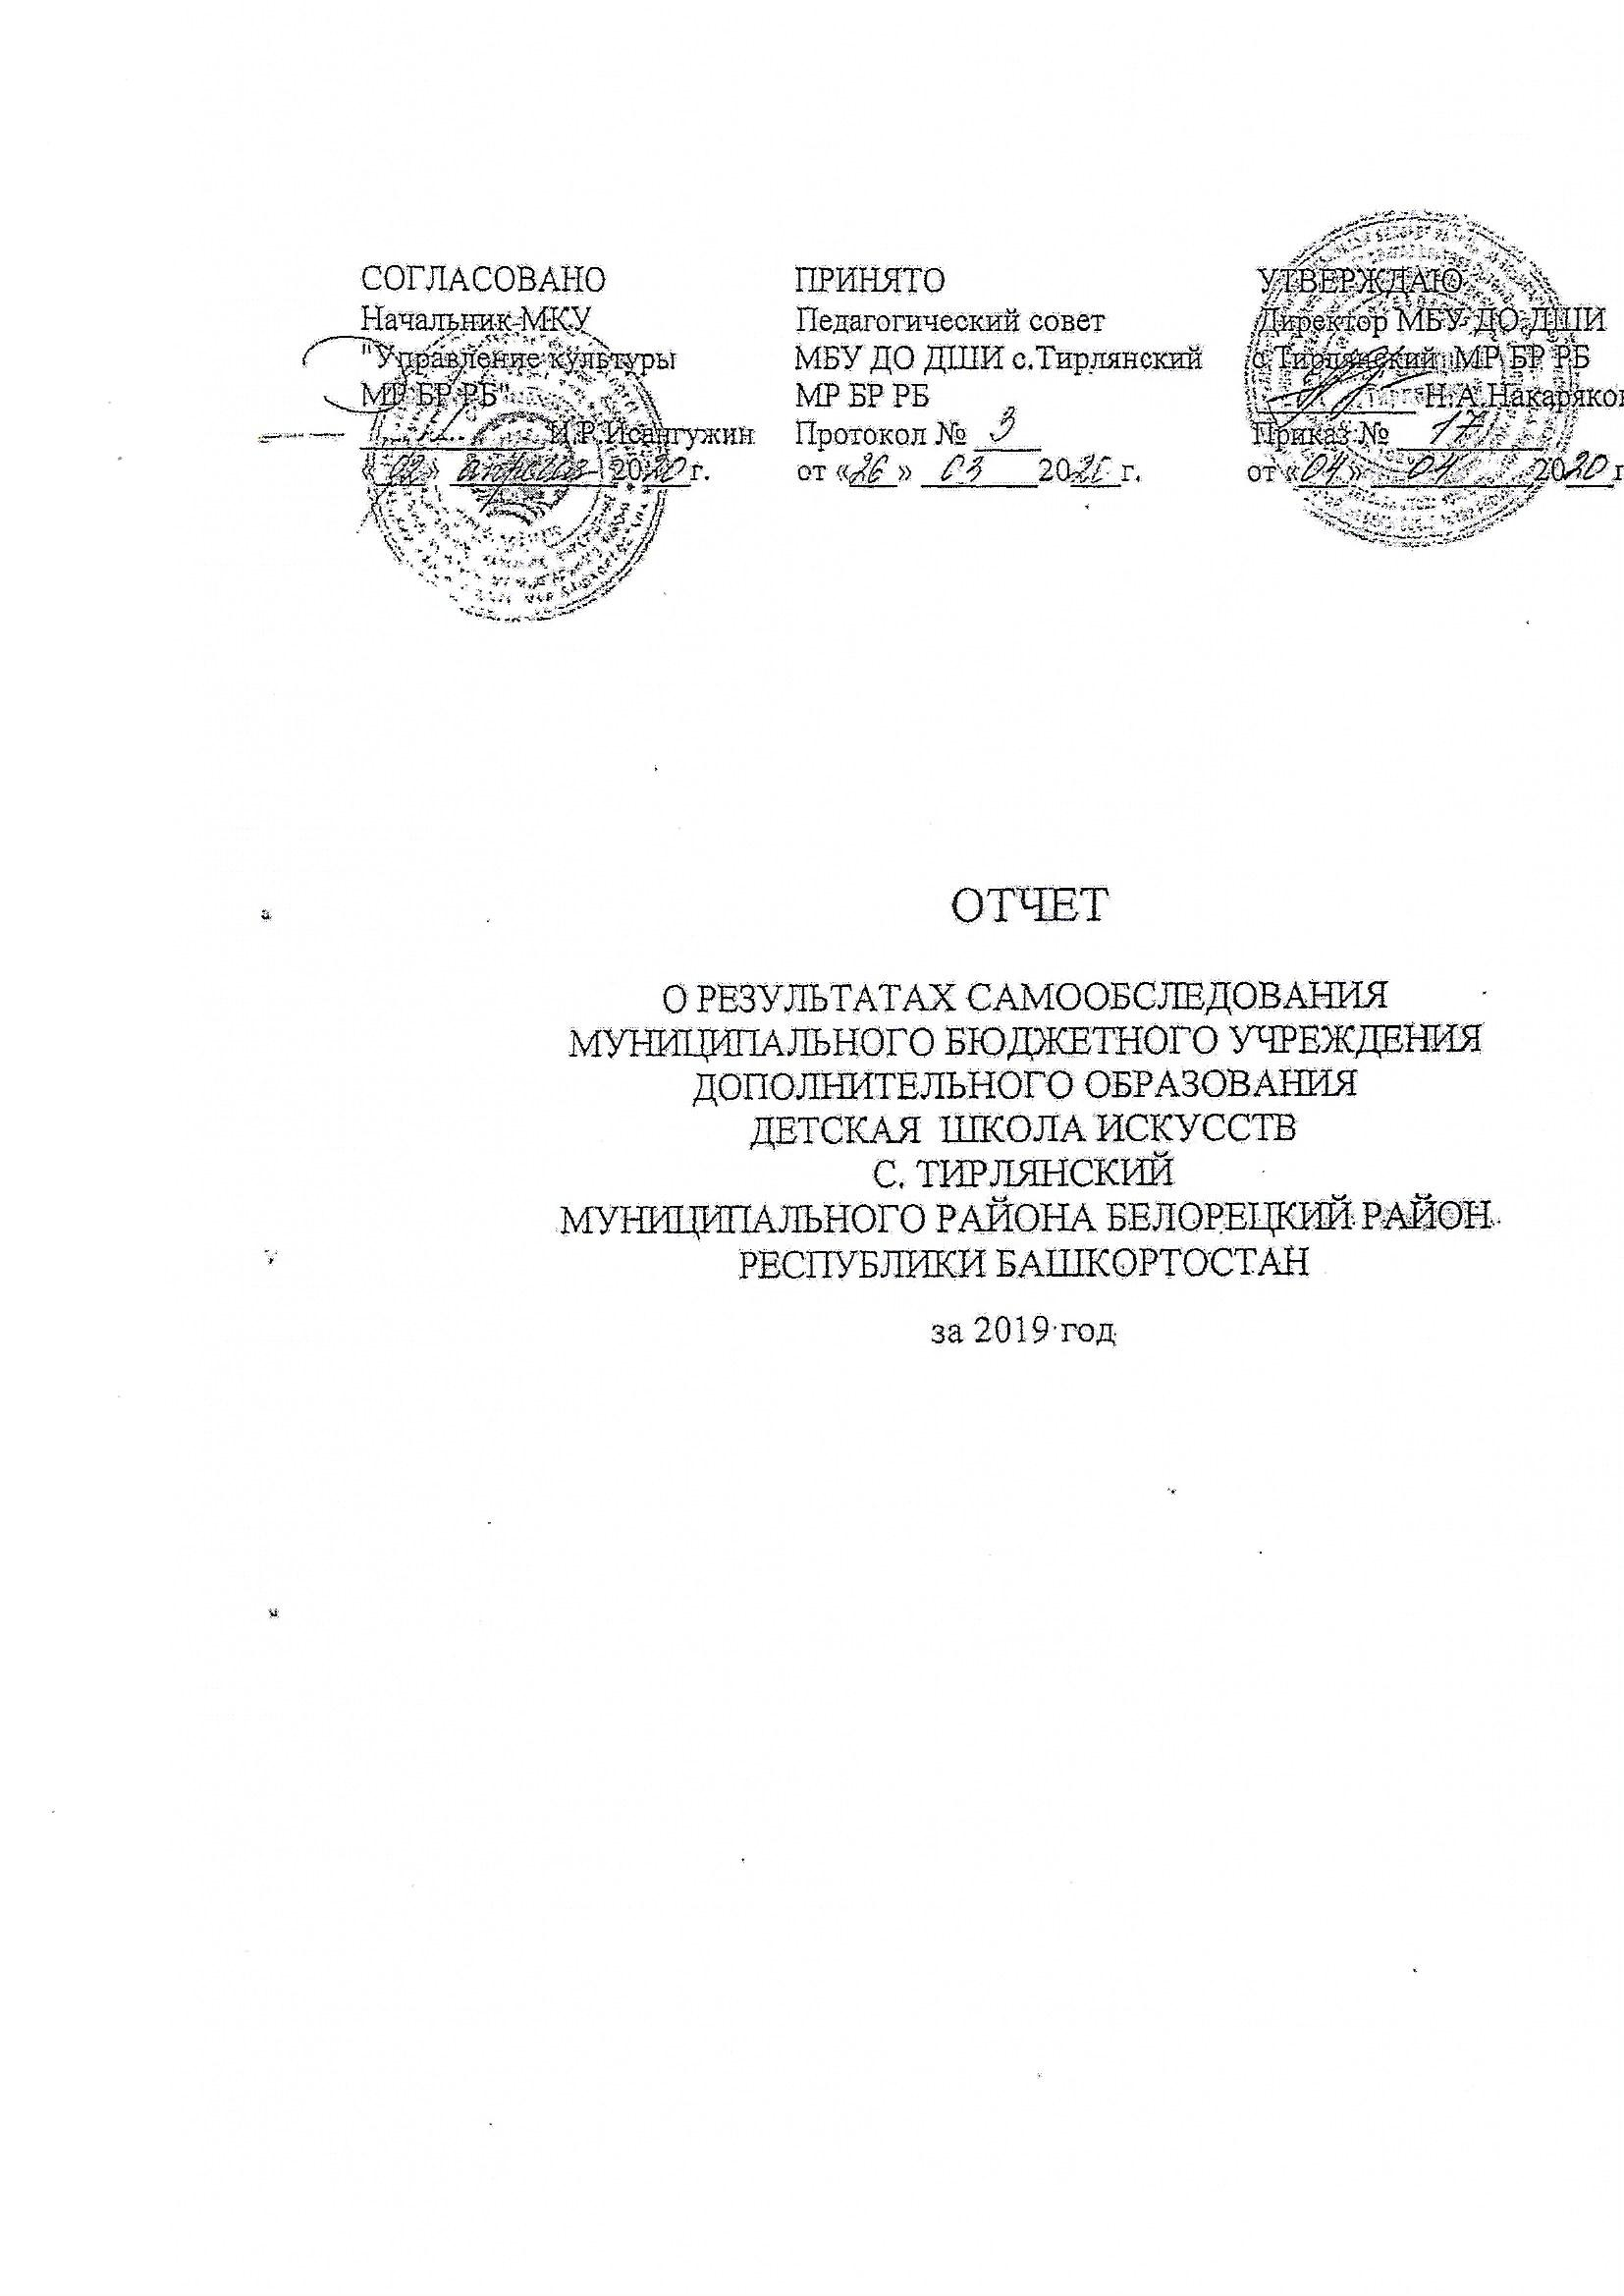 СОГЛАСОВАНО
Начальник МКУ
"Управление культуры
МР БР РБ"
И.Р.Исангужин
«02» апреля 2020 г.
ПРИНЯТО
Педагогический совет
МБУ ДО ДШИ с.Тирлянский
МР БР РБ
Протокол № 3
от «26» 03 2020 г.
УТВЕРЖДАЮ
Директор МБУ ДО ДШИ
с.Тирлянский МР БР РБ
Н.А.Накаряков
Приказ № 17
от «04» 04 2020 г
ОТЧЕТ
О РЕЗУЛЬТАТАХ САМООБСЛЕДОВАНИЯ
МУНИЦИПАЛЬНОГО БЮДЖЕТНОГО УЧРЕЖДЕНИЯ
ДОПОЛНИТЕЛЬНОГО ОБРАЗОВАНИЯ
ДЕТСКАЯ ШКОЛА ИСКУССТВ
С. ТИРЛЯНСКИЙ
МУНИЦИПАЛЬНОГО РАЙОНА БЕЛОРЕЦКИЙ РАЙОН
РЕСПУБЛИКИ БАШКОРТОСТАН
за 2019 год